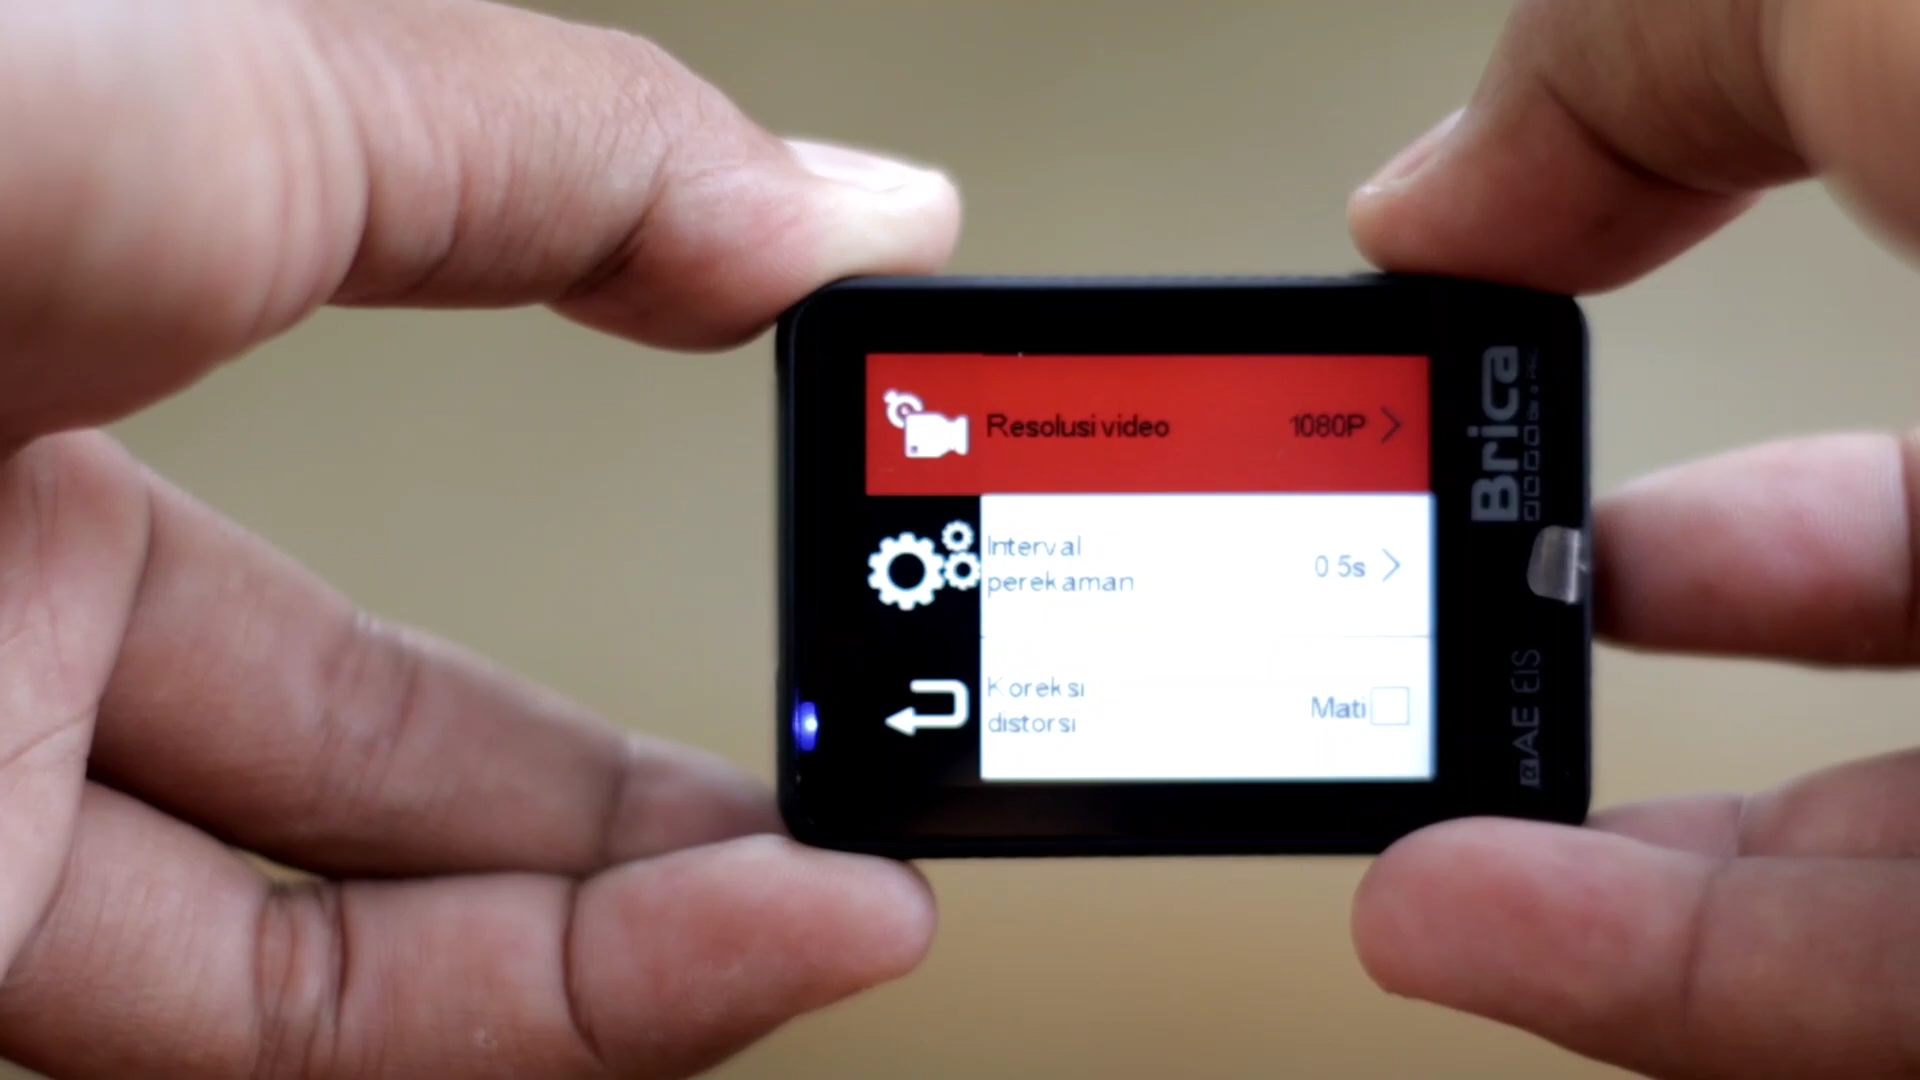 Resolusi video 1080P
Interval
perekaman 0 5s
Koreksi
distorsi Mati
Brica
AE EIS